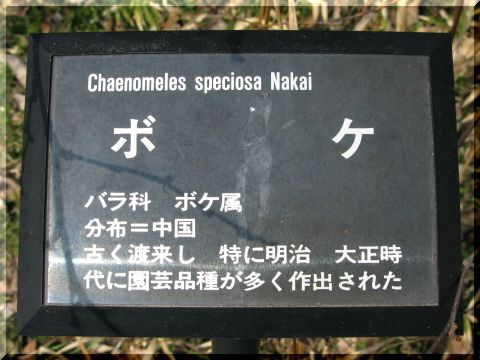 Chaenomeles speciosa Nakai
ボケ
バラ科　ボケ属
分布＝中国
古く渡来し　特に明治　大正時
代に園芸品種が多く作出された